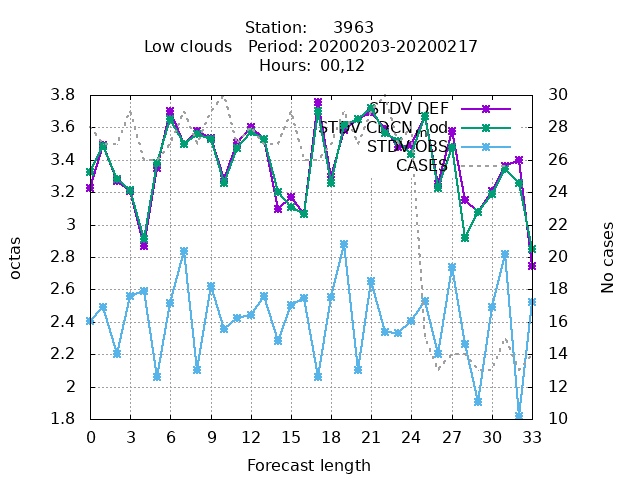 Station: 3963
Low clouds Period: 20200203-20200217
Hours: 00,12
STDV DEF
STDV CDCN_nod
STDV OBS
CASES
3.8
3.6
3.4
3.2
3
2.8
2.6
2.4
2.2
2
1.8
30
28
26
24
22
20
18
16
14
12
10
octas
No cases
0 3 6 9 12 15 18 21 24 27 30 33
Forecast length